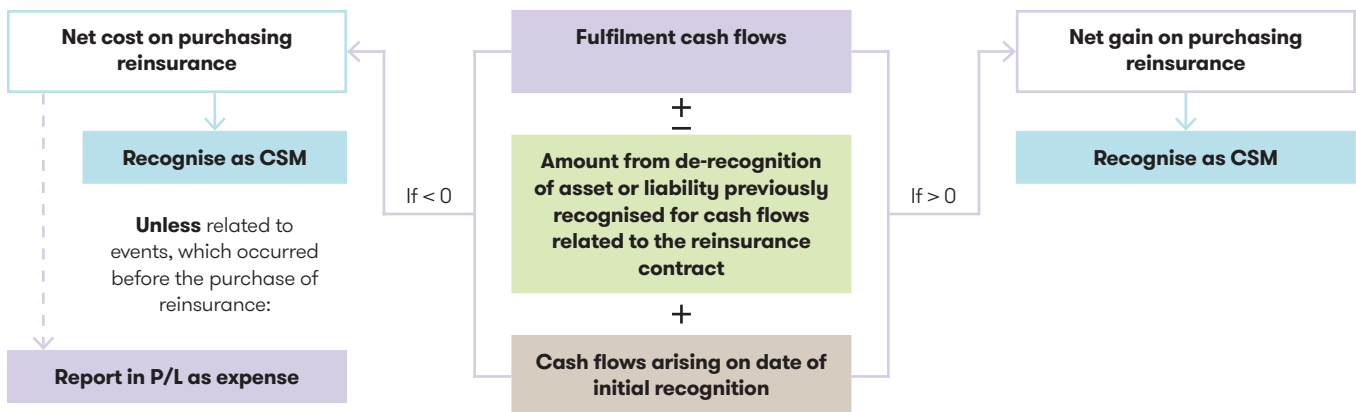 Net cost on purchasing
reinsurance
Recognise as CSM
Unless related to
events, which occurred
before the purchase of
reinsurance:
Report in P/L as expense
If < 0
Fulfilment cash flows
+
−
Amount from de-recognition
of asset or liability previously
recognised for cash flows
related to the reinsurance
contract
+
Cash flows arising on date of
initial recognition
If > 0
Net gain on purchasing
reinsurance
Recognise as CSM